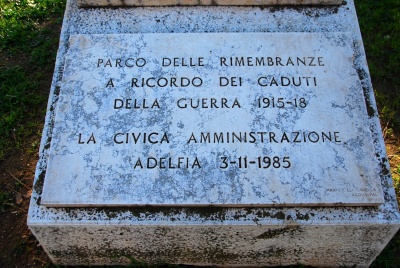 PARCO DELLE RIMEMBRANZE
A RICORDO DEI CADUTI
DELLA GUERRA 1915-18
LA CIVICA AMMINISTRAZIONE
ADELFIA 3-11-1985